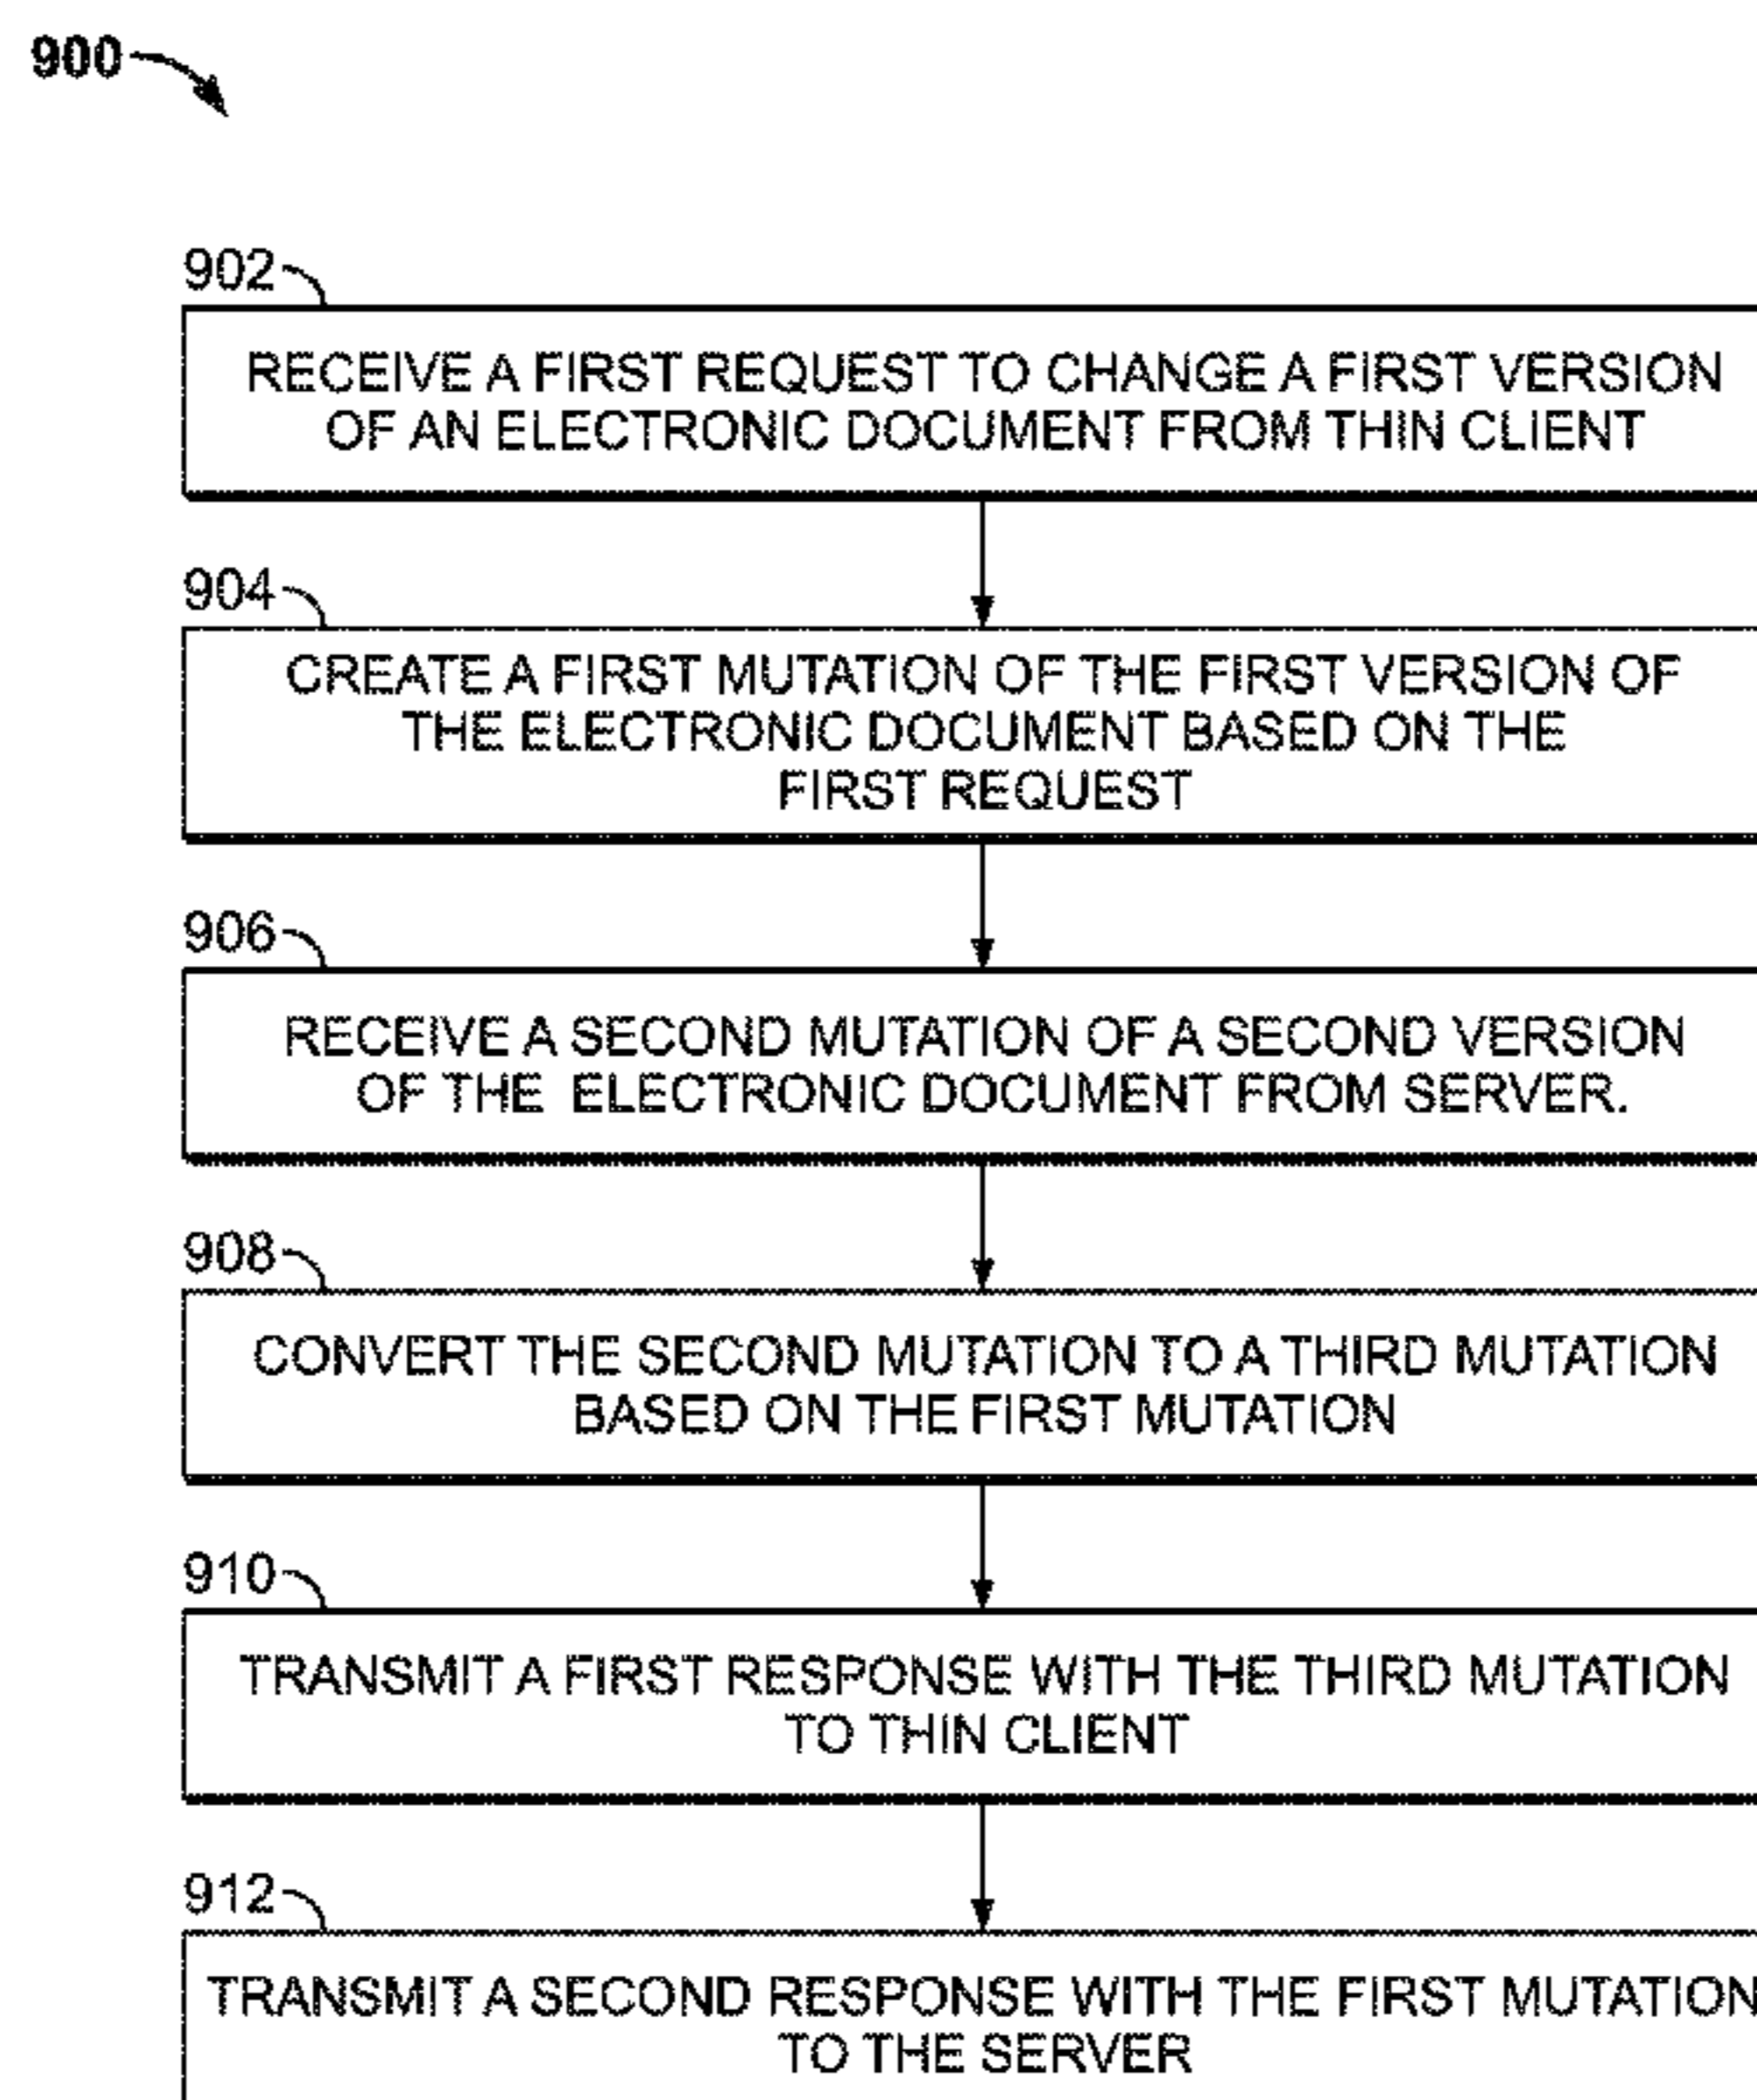 900
902
RECEIVE A FIRST REQUEST TO CHANGE A FIRST VERSION
OF AN ELECTRONIC DOCUMENT FROM THIN CLIENT
904
CREATE A FIRST MUTATION OF THE FIRST VERSION OF
THE ELECTRONIC DOCUMENT BASED ON THE
FIRST REQUEST
906
RECEIVE A SECOND MUTATION OF A SECOND VERSION
OF THE ELECTRONIC DOCUMENT FROM SERVER.
908
CONVERT THE SECOND MUTATION TO A THIRD MUTATION
BASED ON THE FIRST MUTATION
910
TRANSMIT A FIRST RESPONSE WITH THE THIRD MUTATION
TO THIN CLIENT
912
TRANSMIT A SECOND RESPONSE WITH THE FIRST MUTATION
TO THE SERVER